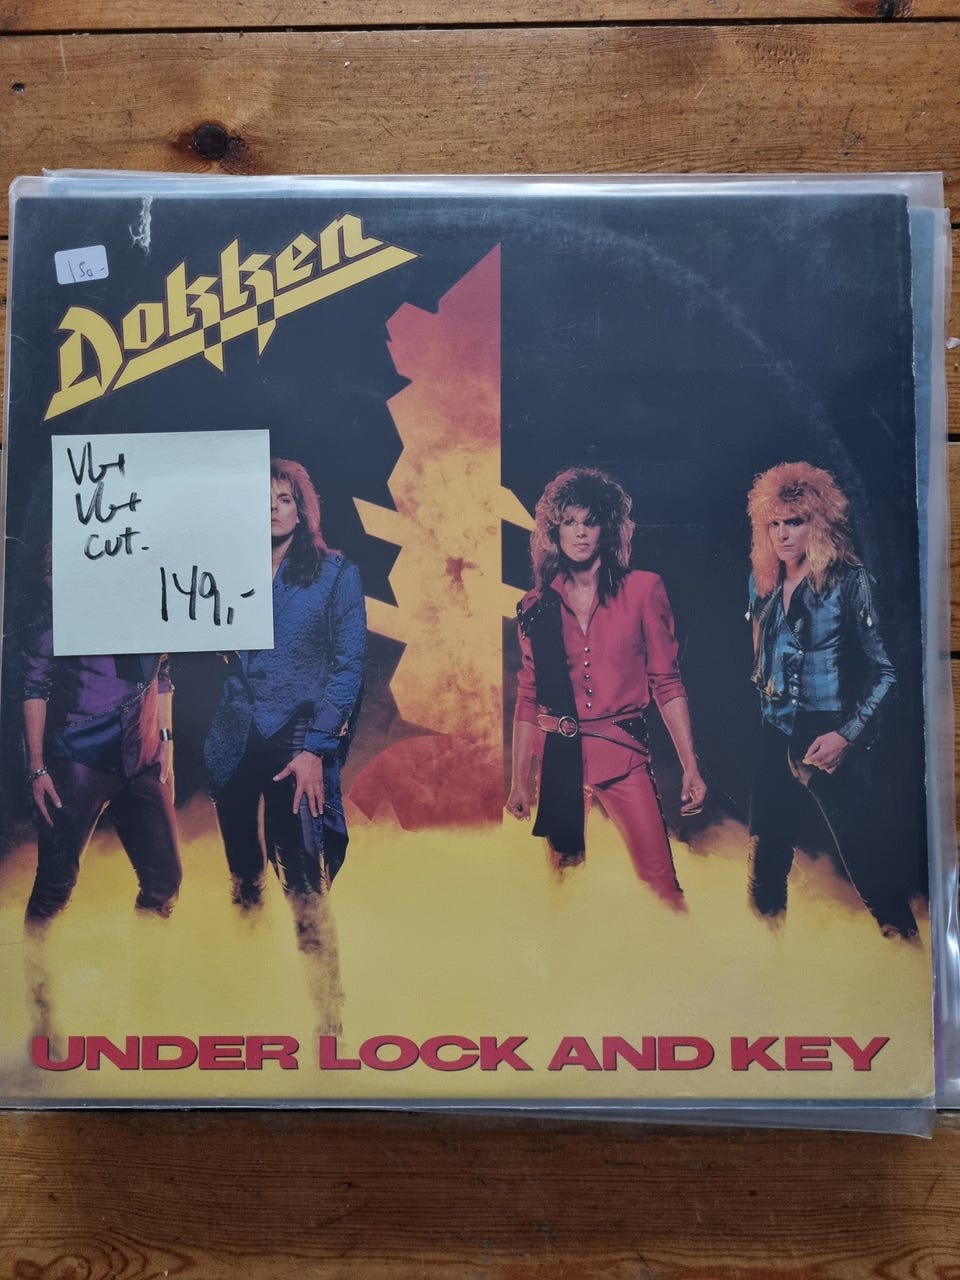 Dokken
150.-
VG+
VG+
cut.
149,-
UNDER LOCK AND KEY